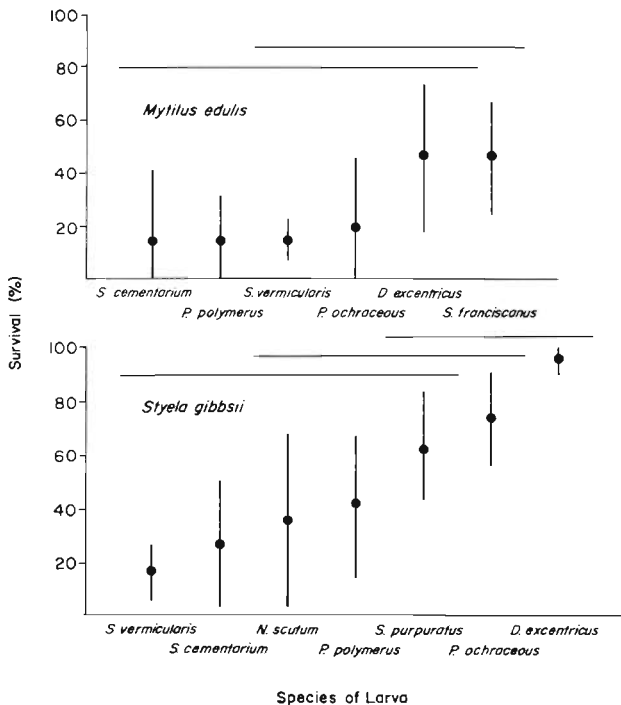 100
80
60
40
20
Mytilus edulis
S. cementarium
S. vermicularis
D. excentricus
P. polymerus
P. ochraceous
S. franciscanus
Survival (%)
100
80
60
40
20
Styela gibbsii
S vermicularis
N. scutum
S. purpuratus
D. excentricus
S. cementarium
P. polymerus
P. ochraceous
Species of Larva